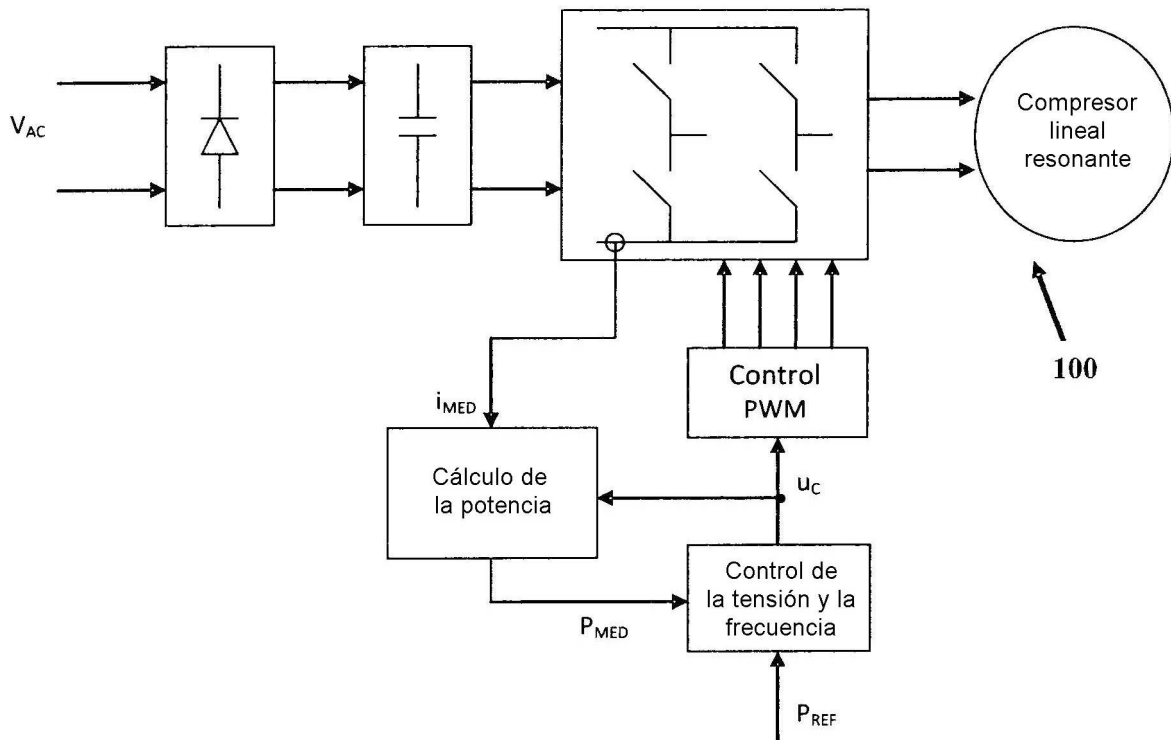 V_AC
Compresor
lineal
resonante
100
Control
PWM
i_MED
Cálculo de
la potencia
u_C
Control de
la tensión y la
frecuencia
P_MED
P_REF